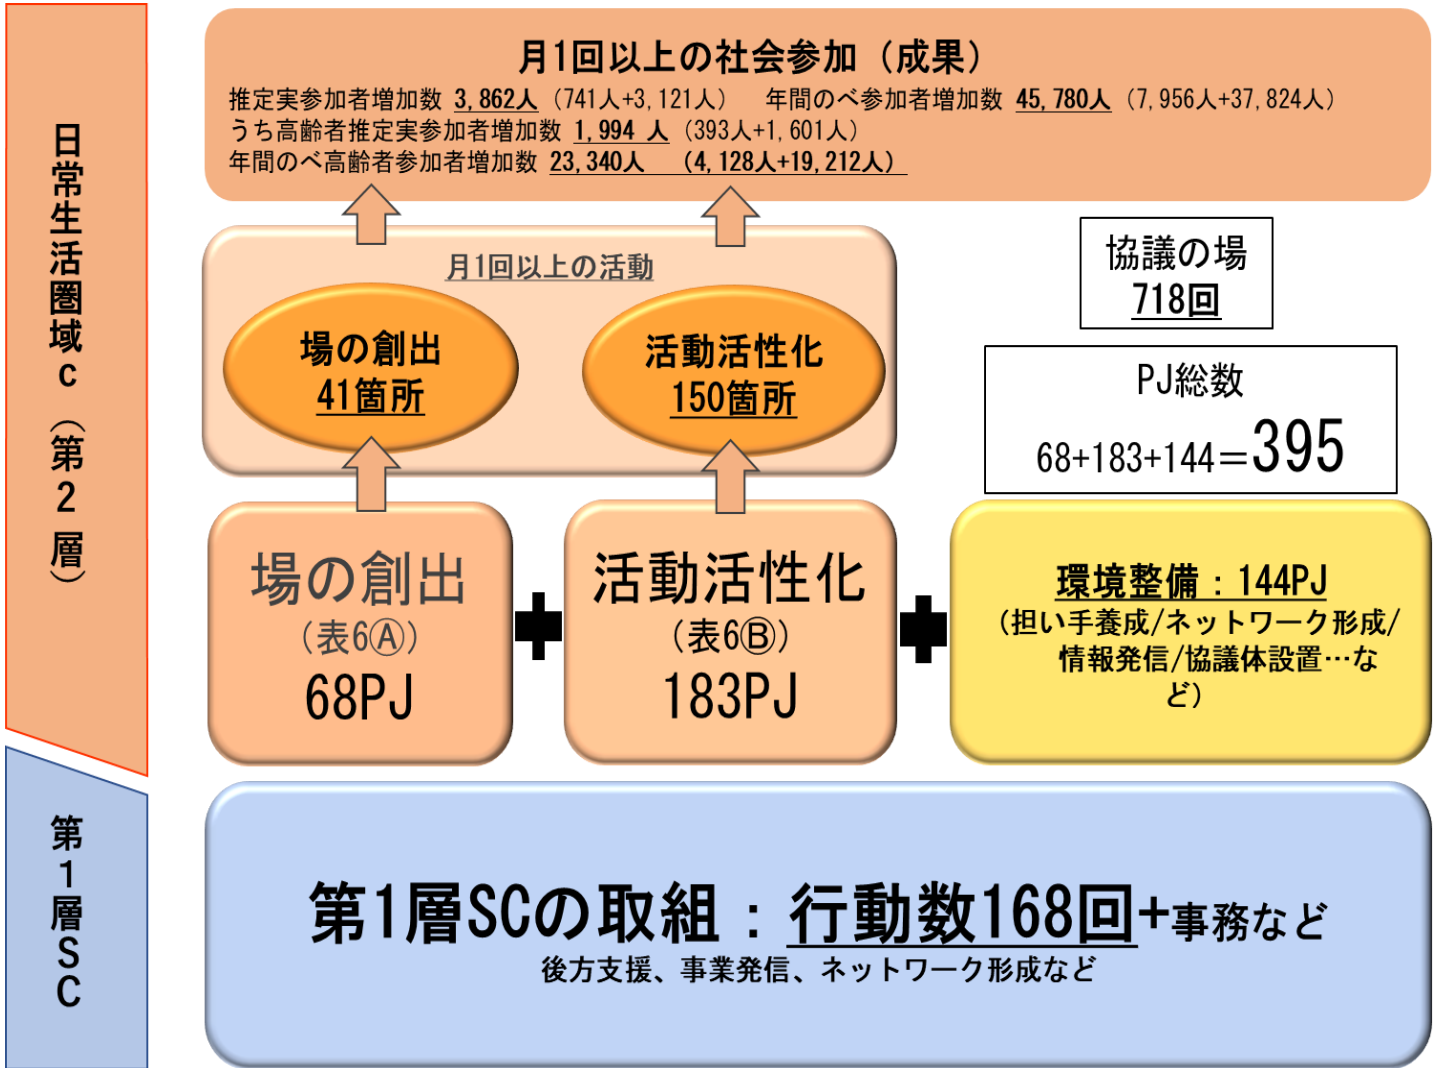 日常生活圏域c（第2層）
月1回以上の社会参加（成果）
推定実参加者増加数 3,862人（741人+3,121人）　年間のべ参加者増加数 45,780人（7,956人+37,824人）
うち高齢者推定実参加者増加数 1,994 人（393人+1,601人）
年間のべ高齢者参加者増加数 23,340人　（4,128人+19,212人）
月1回以上の活動
場の創出
41箇所
活動活性化
150箇所
協議の場
718回
PJ総数
68+183+144＝395
場の創出
（表6Ⓐ）
68PJ
活動活性化
（表6Ⓑ）
183PJ
環境整備：144PJ
（担い手養成/ネットワーク形成/
情報発信/協議体設置…な
ど）
第1層SC
第1層SCの取組：行動数168回+事務など
後方支援、事業発信、ネットワーク形成など